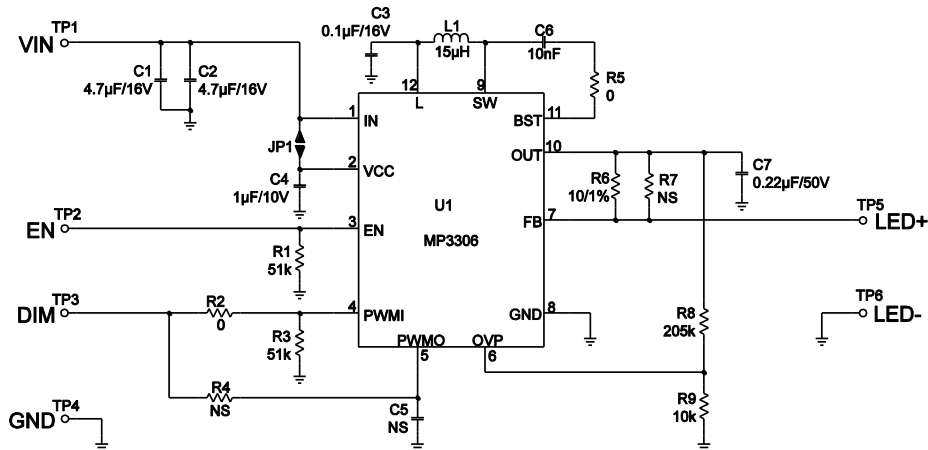 VIN
TP1
C1
4.7µF/16V
C2
4.7µF/16V
C3
0.1µF/16V
L1
15µH
C6
10nF
R5
0
12
L
9
SW
1
IN
11
BST
JP1
10
OUT
2
VCC
C4
1µF/10V
U1
MP3306
R6
10/1%
R7
NS
C7
0.22µF/50V
EN
TP2
3
EN
7
FB
TP5
LED+
R1
51k
DIM
TP3
R2
0
4
PWMI
8
GND
R3
51k
R8
205k
TP6
LED-
PWMO
5
OVP
6
R4
NS
C5
NS
R9
10k
GND
TP4